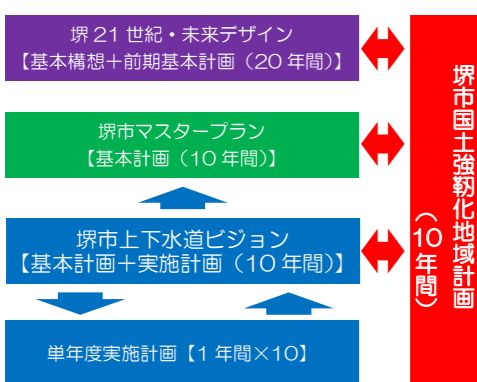 堺21世紀・未来デザイン
【基本構想＋前期基本計画（20年間）】
堺市マスタープラン
【基本計画（10年間）】
堺市上下水道ビジョン
【基本計画＋実施計画（10年間）】
単年度実施計画【1年間×10】
堺市国土強靱化地域計画
（10年間）